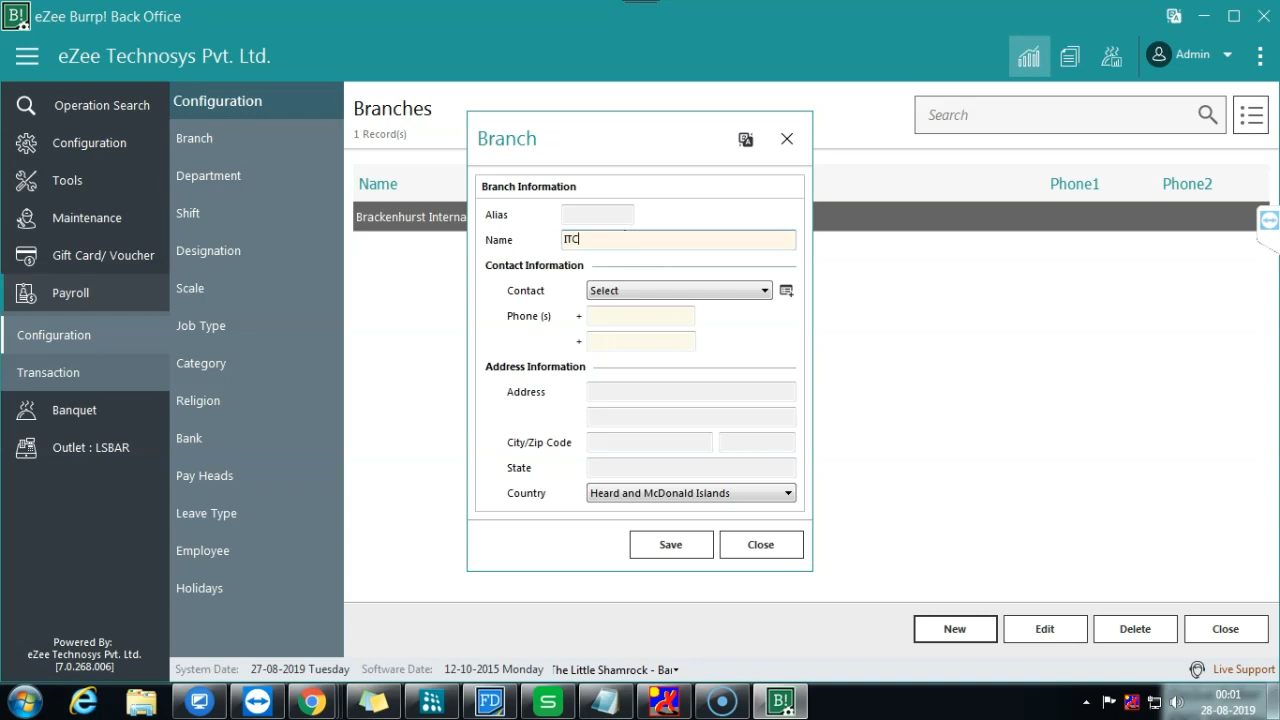 eZee Burrp! Back Office
eZee Technosys Pvt. Ltd.
Admin
Operation Search
Configuration
Tools
Maintenance
Gift Card/ Voucher
Payroll
Configuration
Transaction
Banquet
Outlet : LSBAR
Powered By:
eZee Technosys Pvt. Ltd.
[7.0.268.006]
Configuration
Branch
Department
Shift
Designation
Scale
Job Type
Category
Religion
Bank
Pay Heads
Leave Type
Employee
Holidays
Branches
1 Record(s)
Search
Name Phone1 Phone2
Brackenhurst Interna
Branch
Branch Information
Alias
Name ITC
Contact Information
Contact Select
Phone (s) +
+
Address Information
Address
City/Zip Code
State
Country Heard and McDonald Islands
Save Close
New Edit Delete Close
System Date: 27-08-2019 Tuesday Software Date: 12-10-2015 Monday The Little Shamrock - Bar
Live Support
FD
S
B!
00:01
28-08-2019